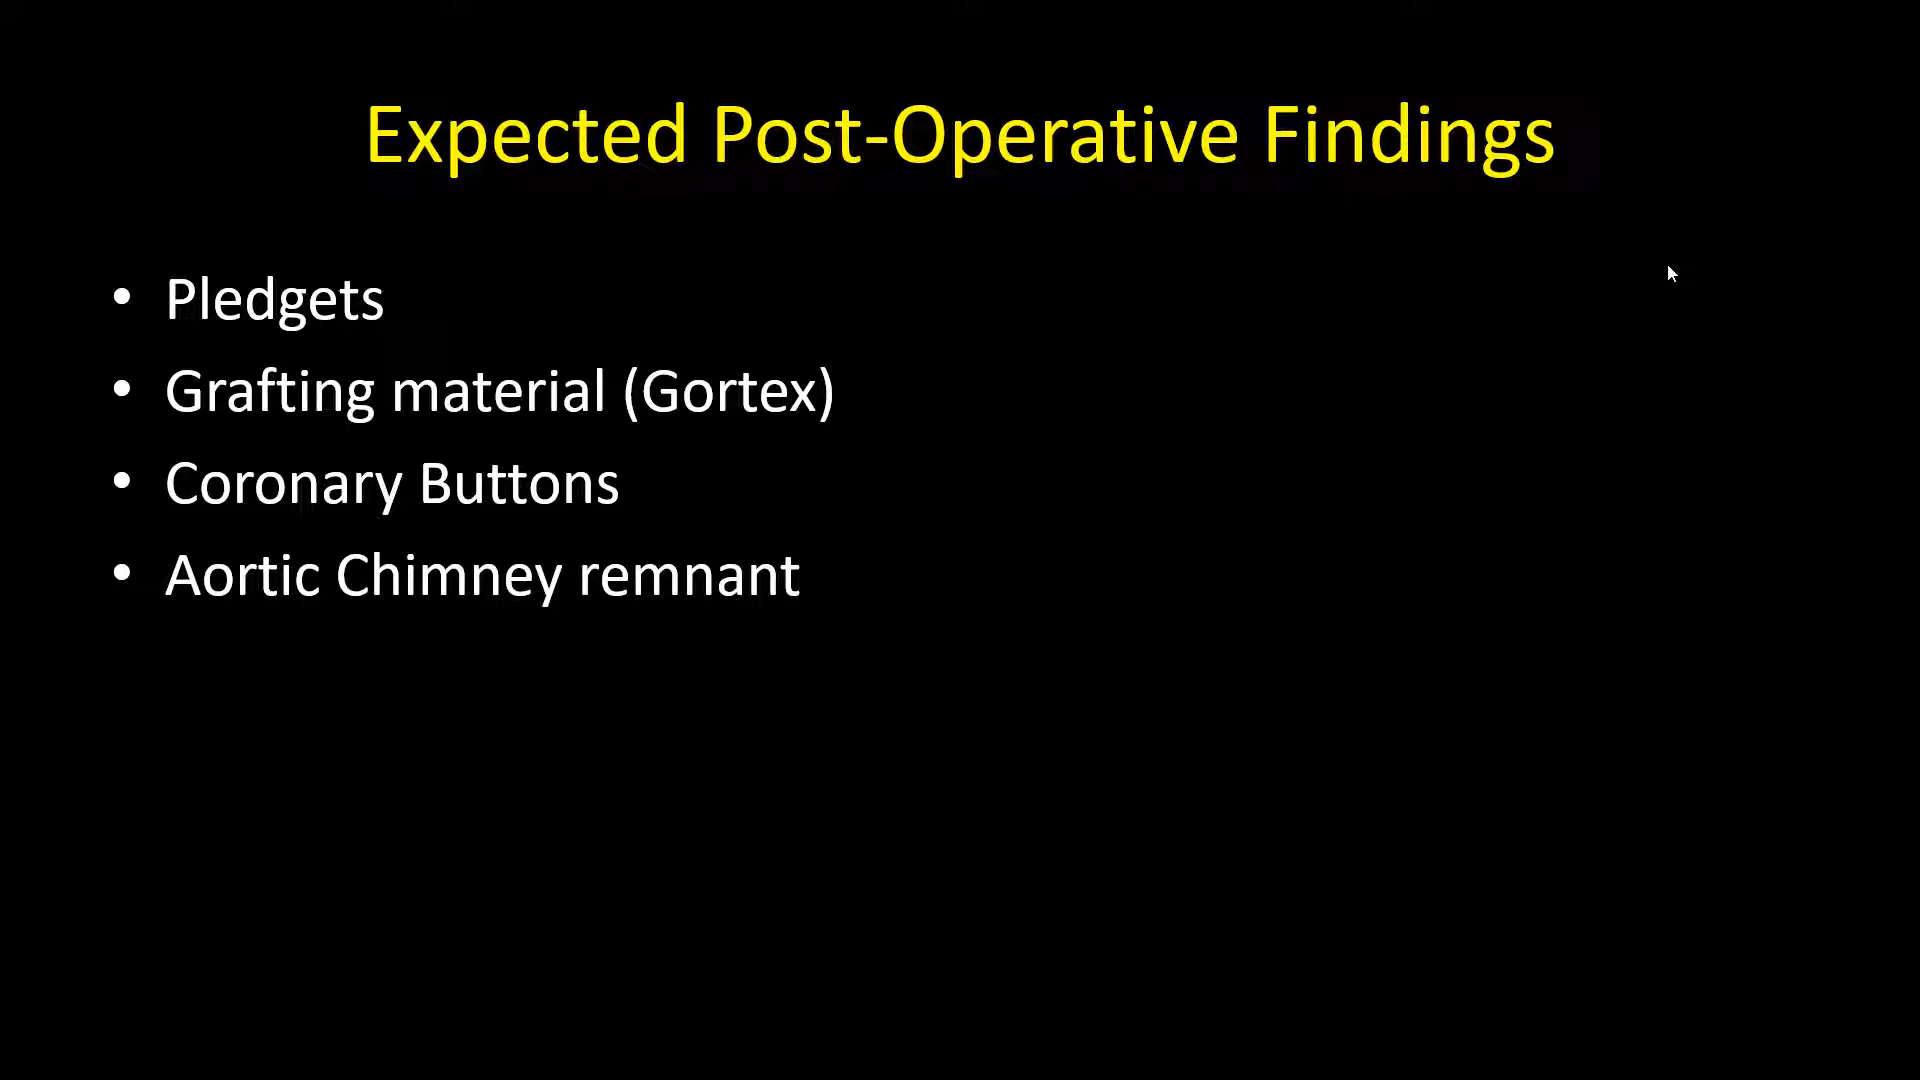 Expected Post-Operative Findings
• Pledgets
• Grafting material (Gortex)
• Coronary Buttons
• Aortic Chimney remnant